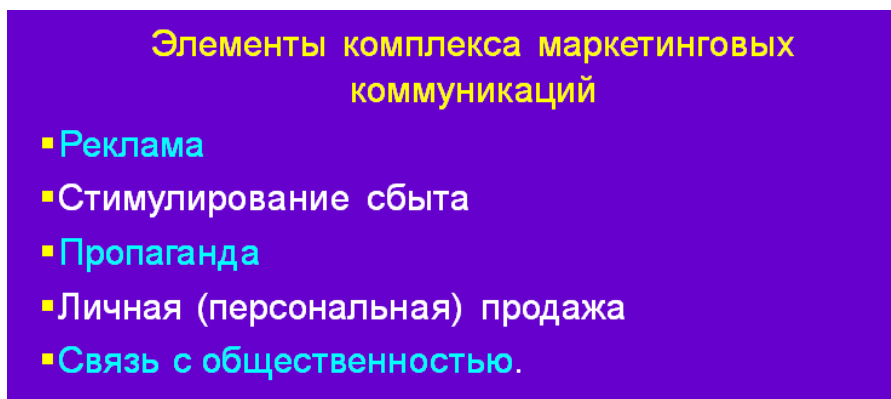 Элементы комплекса маркетинговых
коммуникаций
▪Реклама
▪Стимулирование сбыта
▪Пропаганда
▪Личная (персональная) продажа
▪Связь с общественностью.